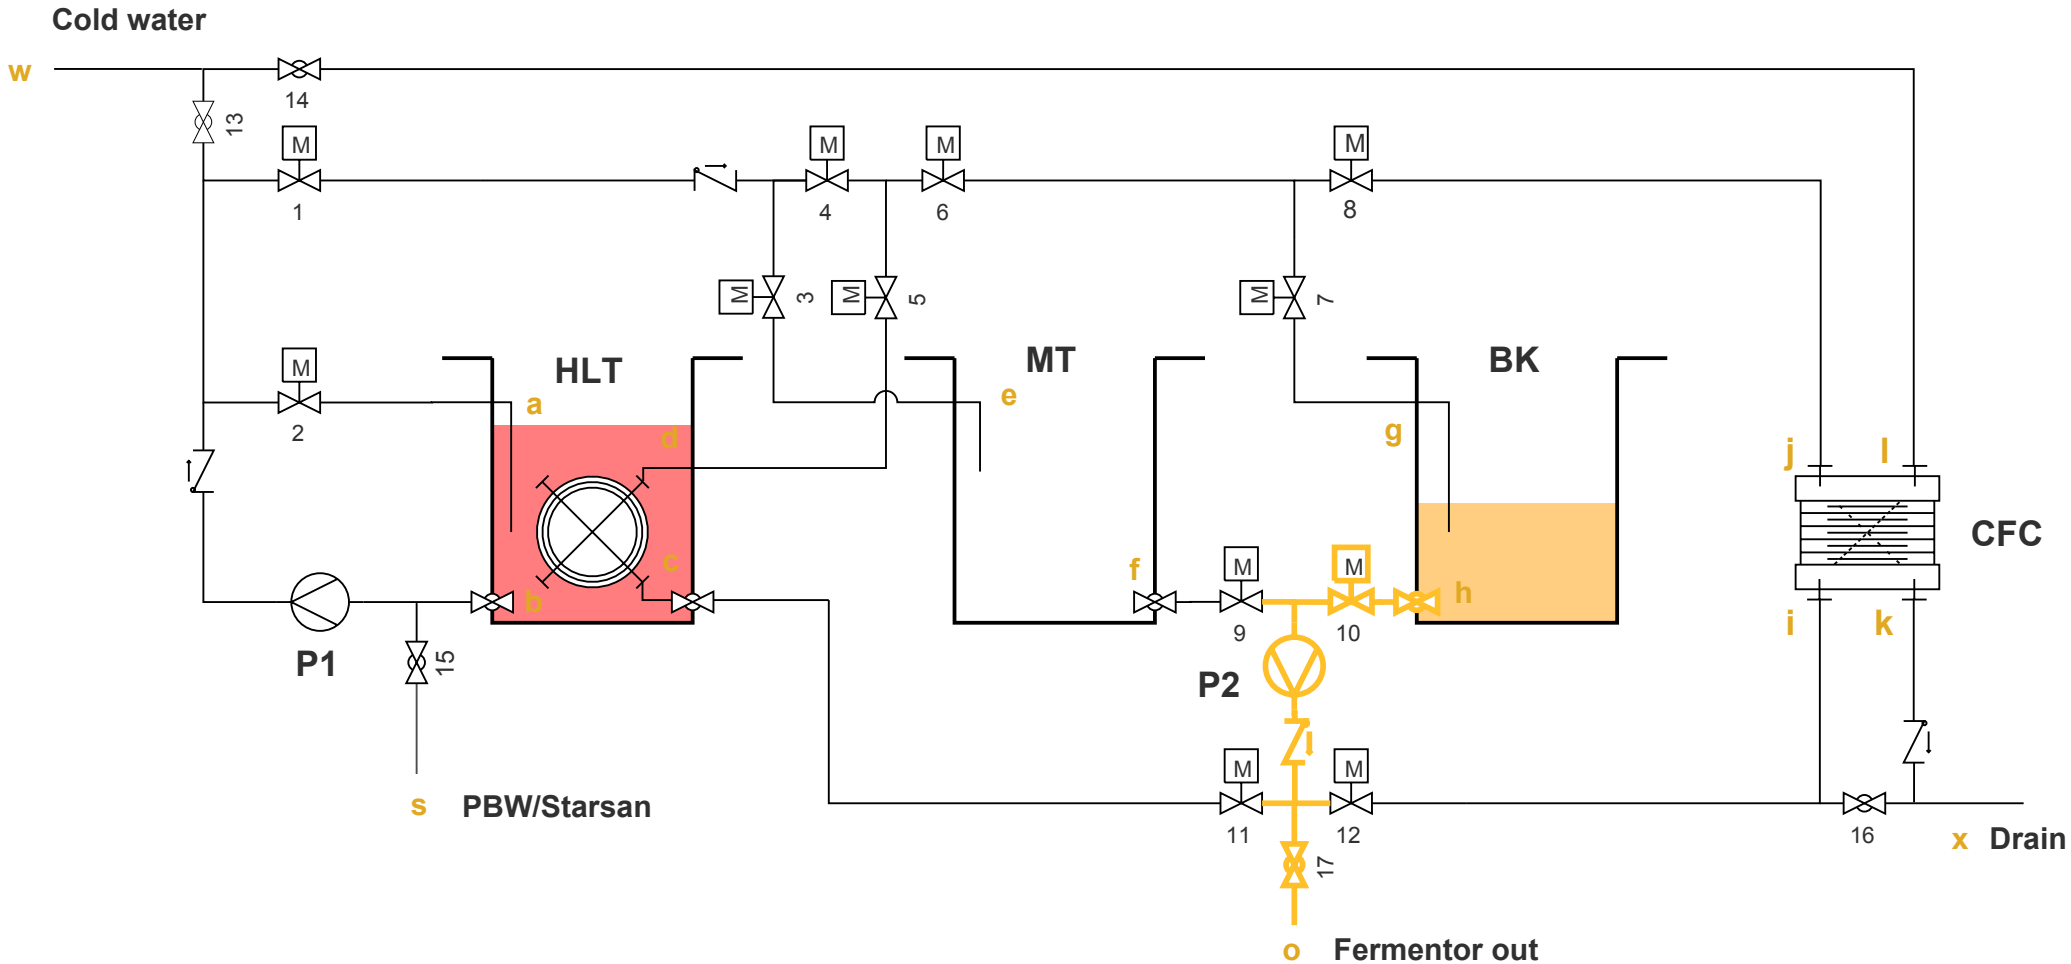 Cold water
w
14
13
M
M
M
M
1
4
6
8
M
3
M
5
M
7
M
2
HLT
MT
BK
a
d
e
g
j
l
CFC
c
b
f
M
M
h
9
10
i
k
P1
15
P2
s
PBW/Starsan
M
M
11
12
16
17
x
Drain
o
Fermentor out